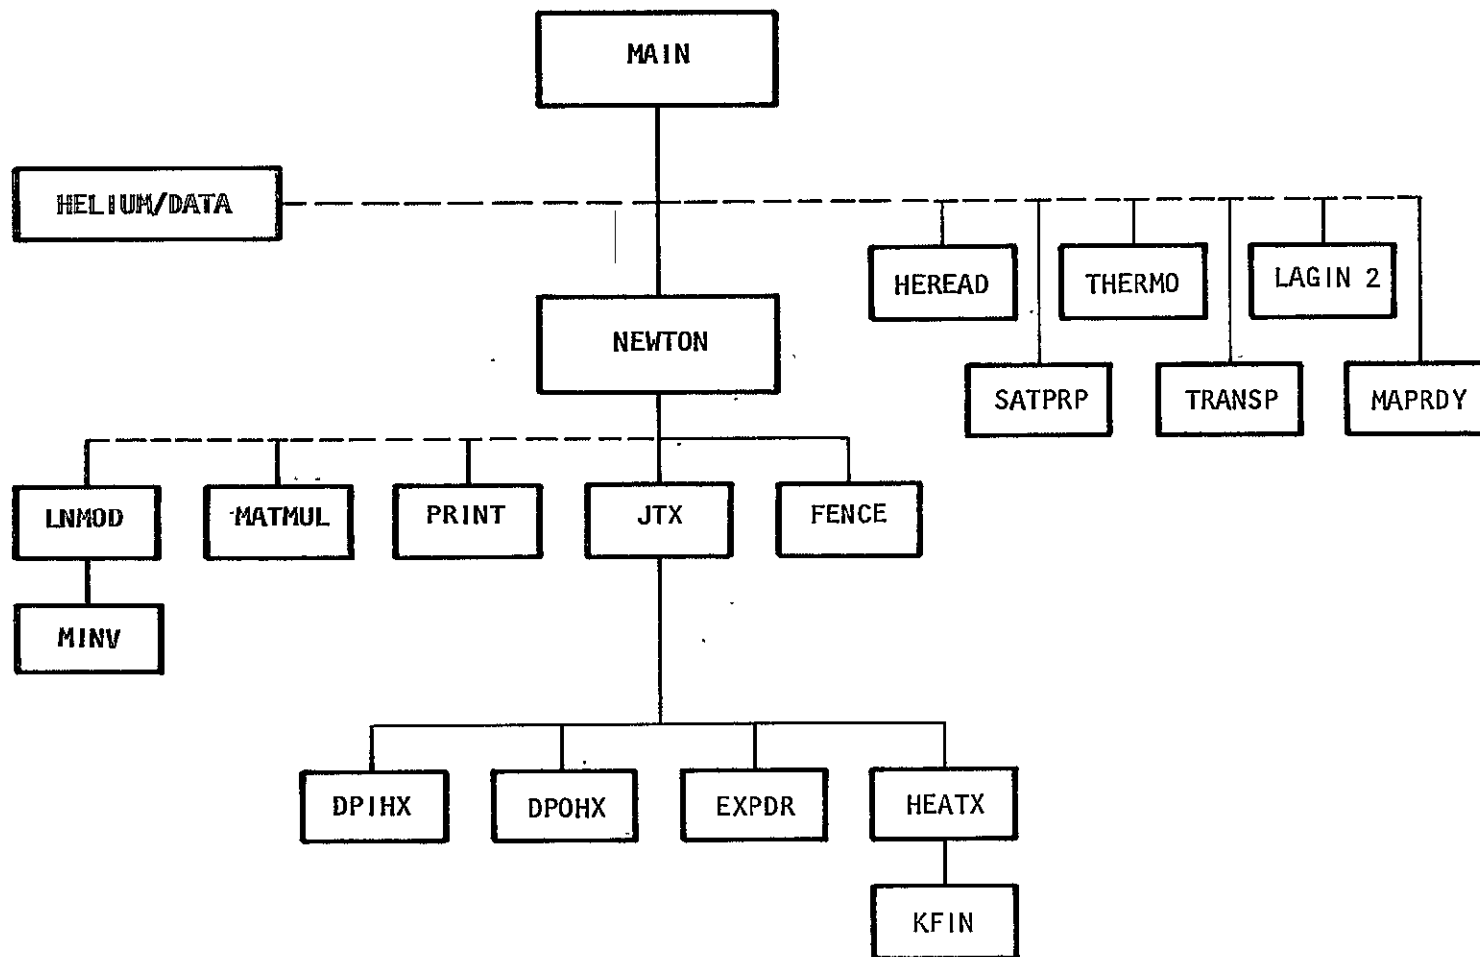 MAIN
HELIUM/DATA
HEREAD
THERMO
LAGIN 2
NEWTON
SATPRP
TRANSP
MAPRDY
LNMOD
MATMUL
PRINT
JTX
FENCE
MINV
DPIHX
DPOHX
EXPDR
HEATX
KFIN